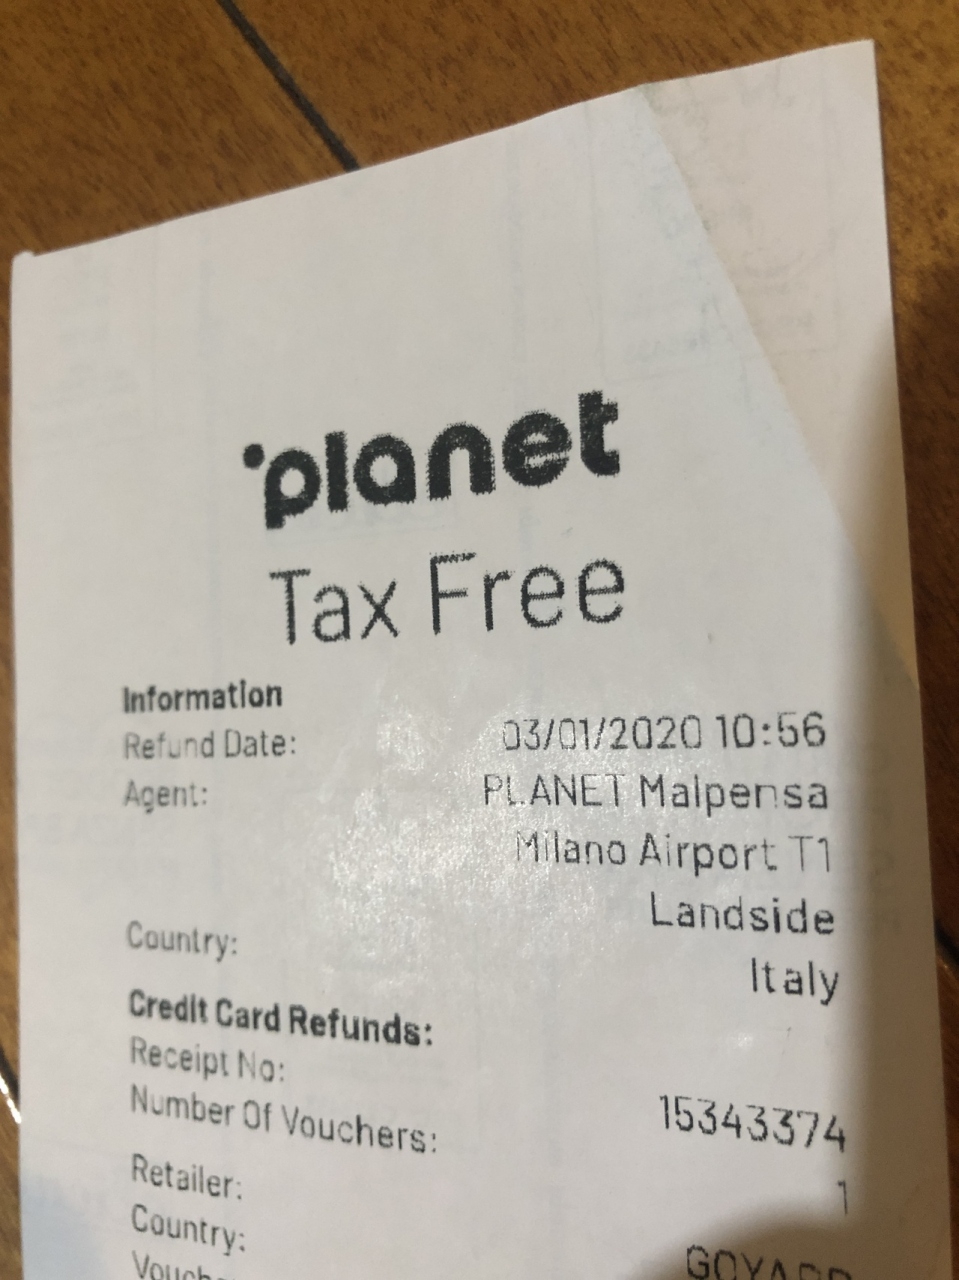 planet
Tax Free
Information
Refund Date: 03/01/2020 10:56
Agent: PLANET Malpensa
Milano Airport T1
Landside
Country: Italy
Credit Card Refunds:
Receipt No: 15343374
Number Of Vouchers: 1
Retailer: GOYARD
Country: